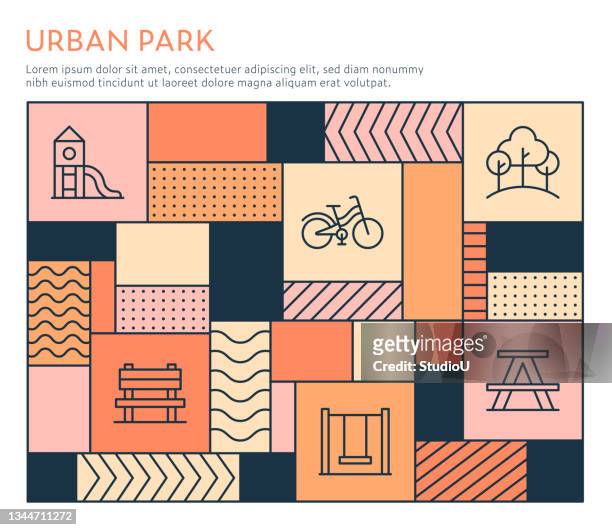 URBAN PARK
Lorem ipsum dolor sit amet, consectetuer adipiscing elit, sed diam nonummy
nibh euismod tincidunt ut laoreet dolore magna aliquam erat volutpat.
gettyimages
Credit: StudioU
1344711272